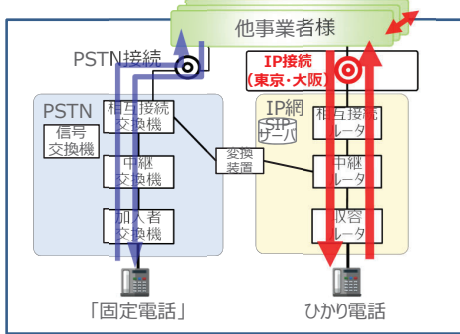 他事業者様
PSTN接続
IP接続
(東京・大阪)
PSTN
信号
交換機
相互接続
交換機
中継
交換機
加入者
交換機
変換
装置
IP網
SIP
サーバ
相互接続
ルータ
中継
ルータ
収容
ルータ
「固定電話」
ひかり電話